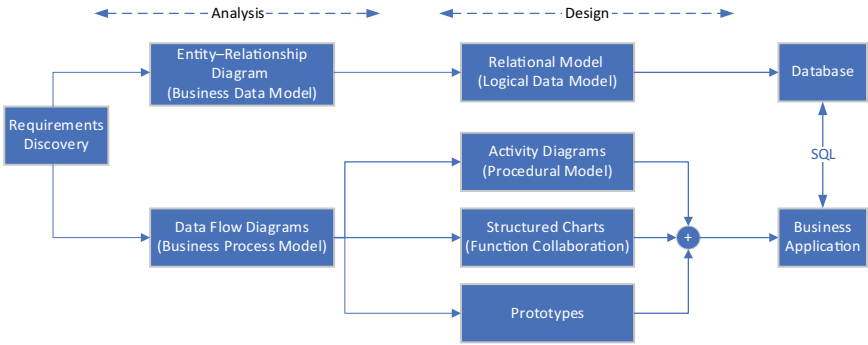 Analysis
Design
Entity–Relationship
Diagram
(Business Data Model)
Relational Model
(Logical Data Model)
Database
Requirements
Discovery
Activity Diagrams
(Procedural Model)
SQL
Data Flow Diagrams
(Business Process Model)
Structured Charts
(Function Collaboration)
+
Business
Application
Prototypes